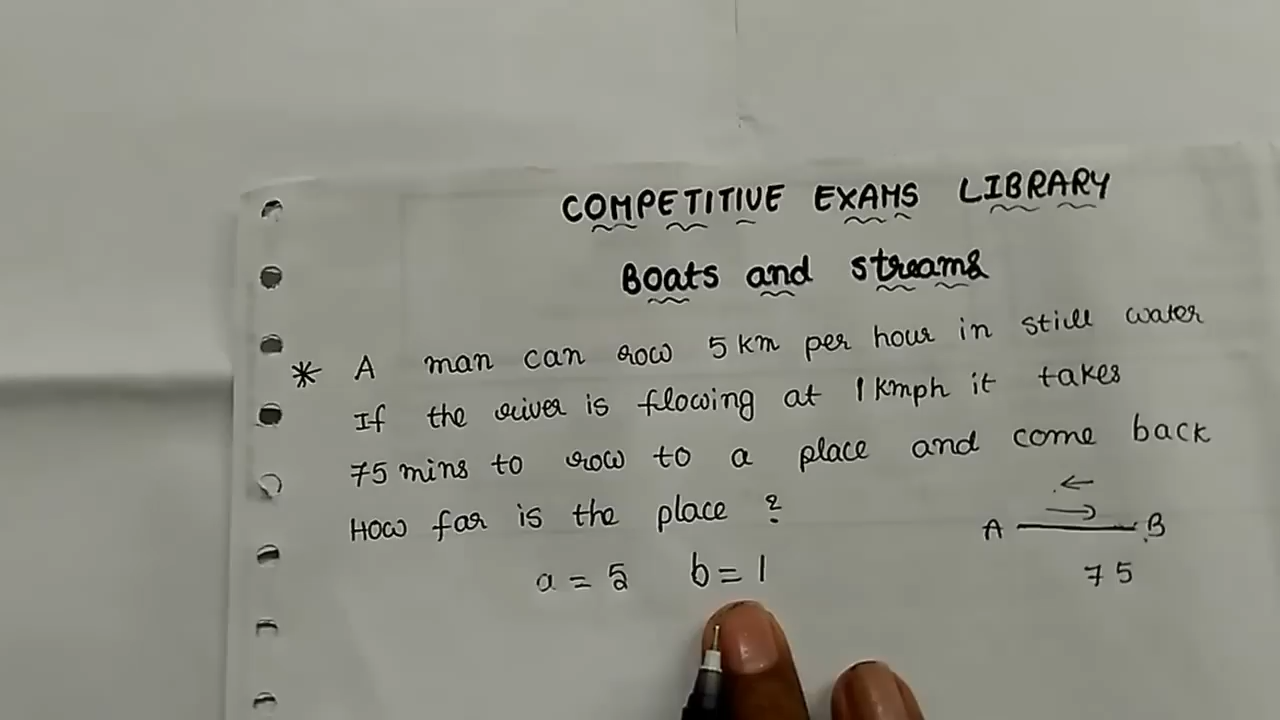 COMPETITIVE EXAMS LIBRARY
Boats and streams
* A man can row 5 km per hour in still water
If the river is flowing at 1 kmph it takes
75 mins to row to a place and come back
How far is the place ?
← →
A B
a = 5 b = 1 75